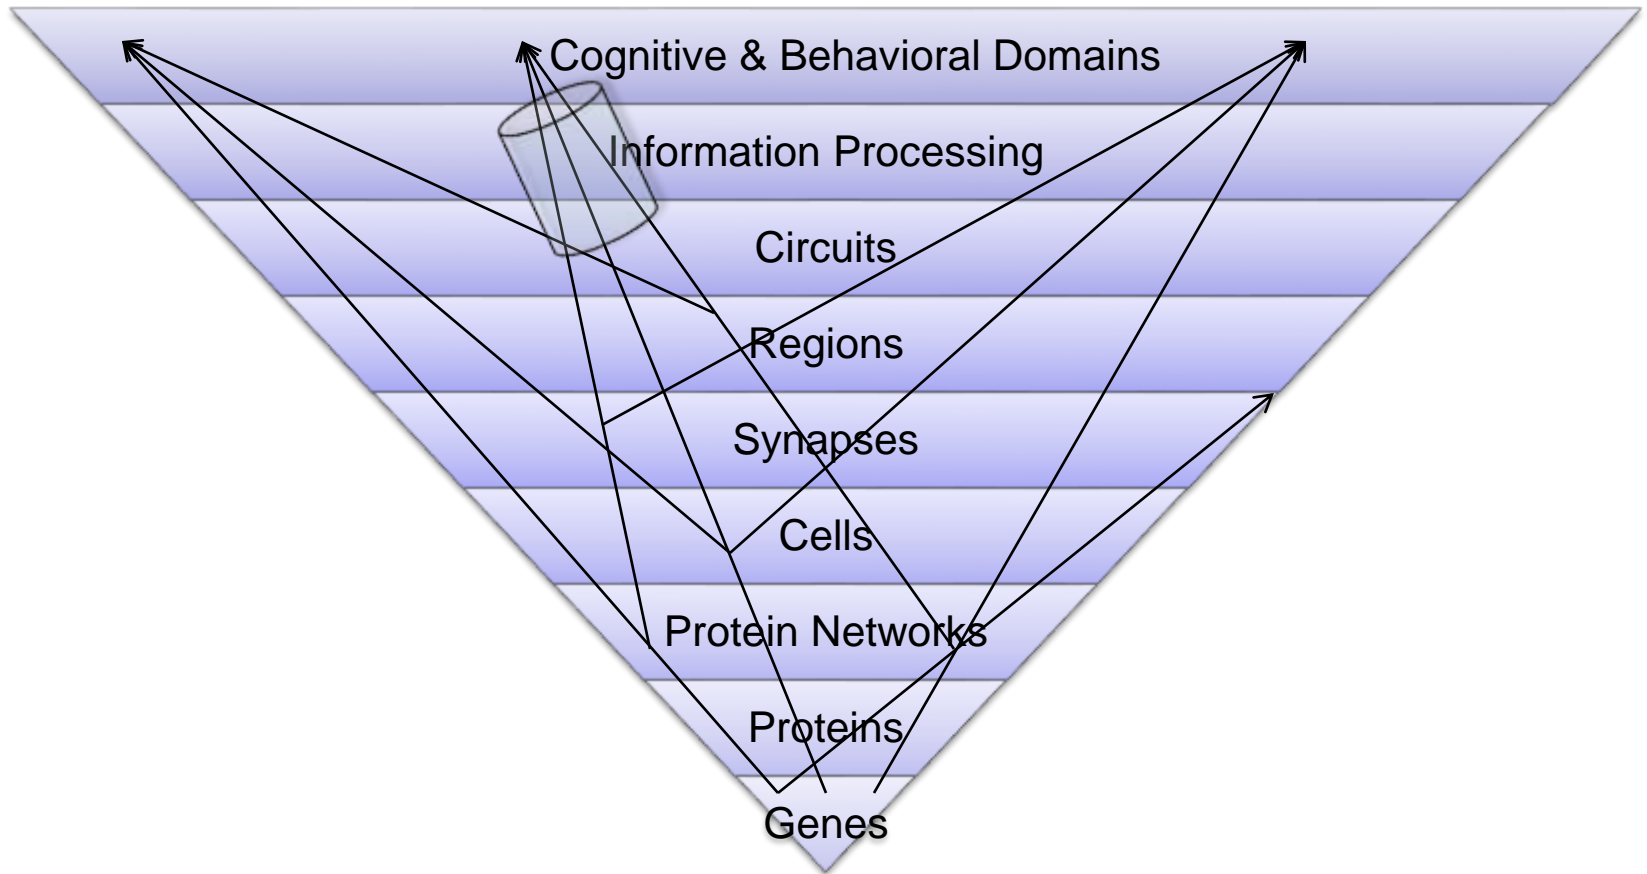 Cognitive & Behavioral Domains
Information Processing
Circuits
Regions
Synapses
Cells
Protein Networks
Proteins
Genes